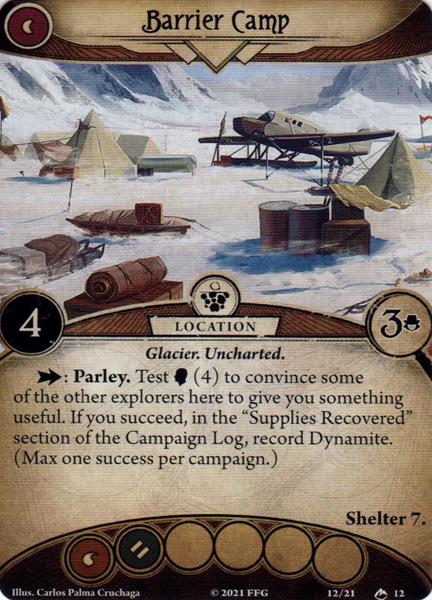 Barrier Camp
4
LOCATION
3
Glacier. Uncharted.
: Parley. Test (4) to convince some
of the other explorers here to give you something
useful. If you succeed, in the “Supplies Recovered”
section of the Campaign Log, record Dynamite.
(Max one success per campaign.)
Shelter 7.
Illus. Carlos Palma Cruchaga
© 2021 FFG
12/21
12